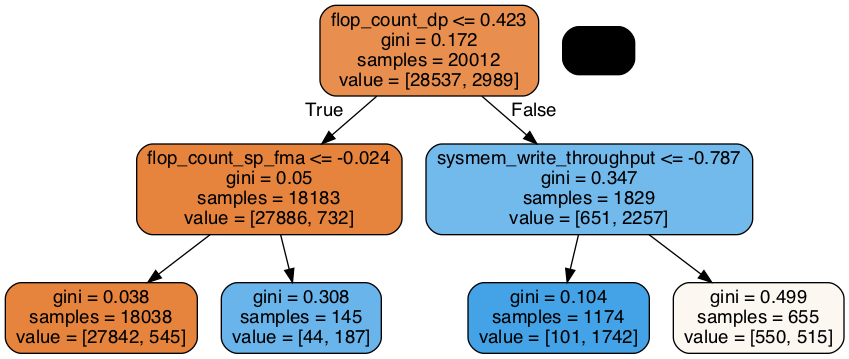 flop_count_dp <= 0.423
gini = 0.172
samples = 20012
value = [28537, 2989]
True
False
flop_count_sp_fma <= -0.024
gini = 0.05
samples = 18183
value = [27886, 732]
sysmem_write_throughput <= -0.787
gini = 0.347
samples = 1829
value = [651, 2257]
gini = 0.038
samples = 18038
value = [27842, 545]
gini = 0.308
samples = 145
value = [44, 187]
gini = 0.104
samples = 1174
value = [101, 1742]
gini = 0.499
samples = 655
value = [550, 515]